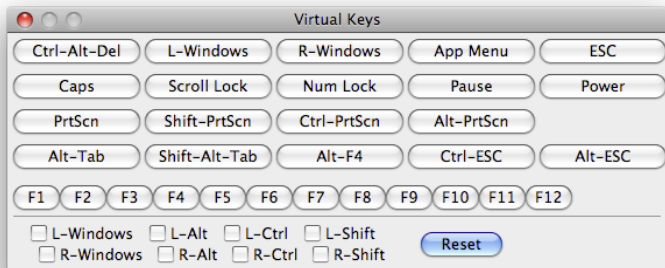 Virtual Keys
Ctrl-Alt-Del L-Windows R-Windows App Menu ESC
Caps Scroll Lock Num Lock Pause Power
PrtScn Shift-PrtScn Ctrl-PrtScn Alt-PrtScn
Alt-Tab Shift-Alt-Tab Alt-F4 Ctrl-ESC Alt-ESC
F1 F2 F3 F4 F5 F6 F7 F8 F9 F10 F11 F12
L-Windows L-Alt L-Ctrl L-Shift
Reset
R-Windows R-Alt R-Ctrl R-Shift